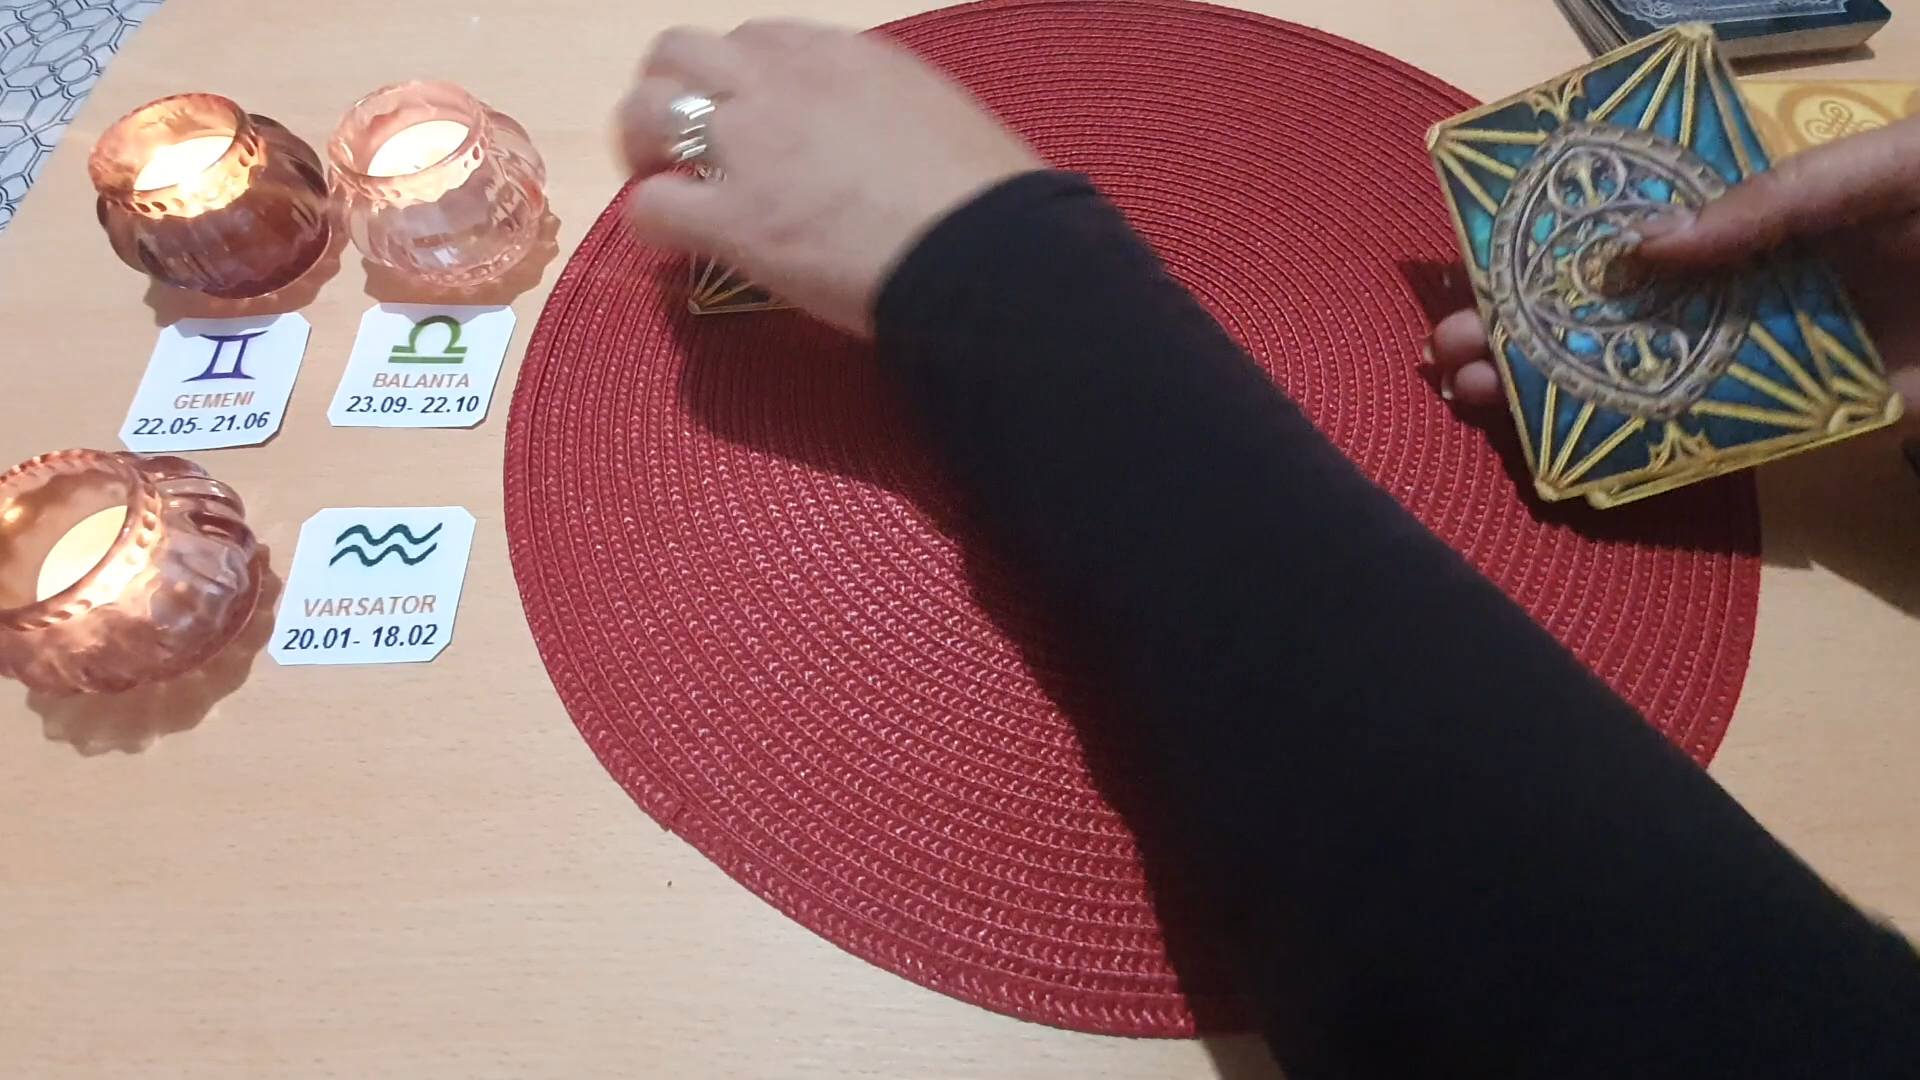 GEMENI
22.05- 21.06
BALANTA
23.09- 22.10
VARSATOR
20.01- 18.02